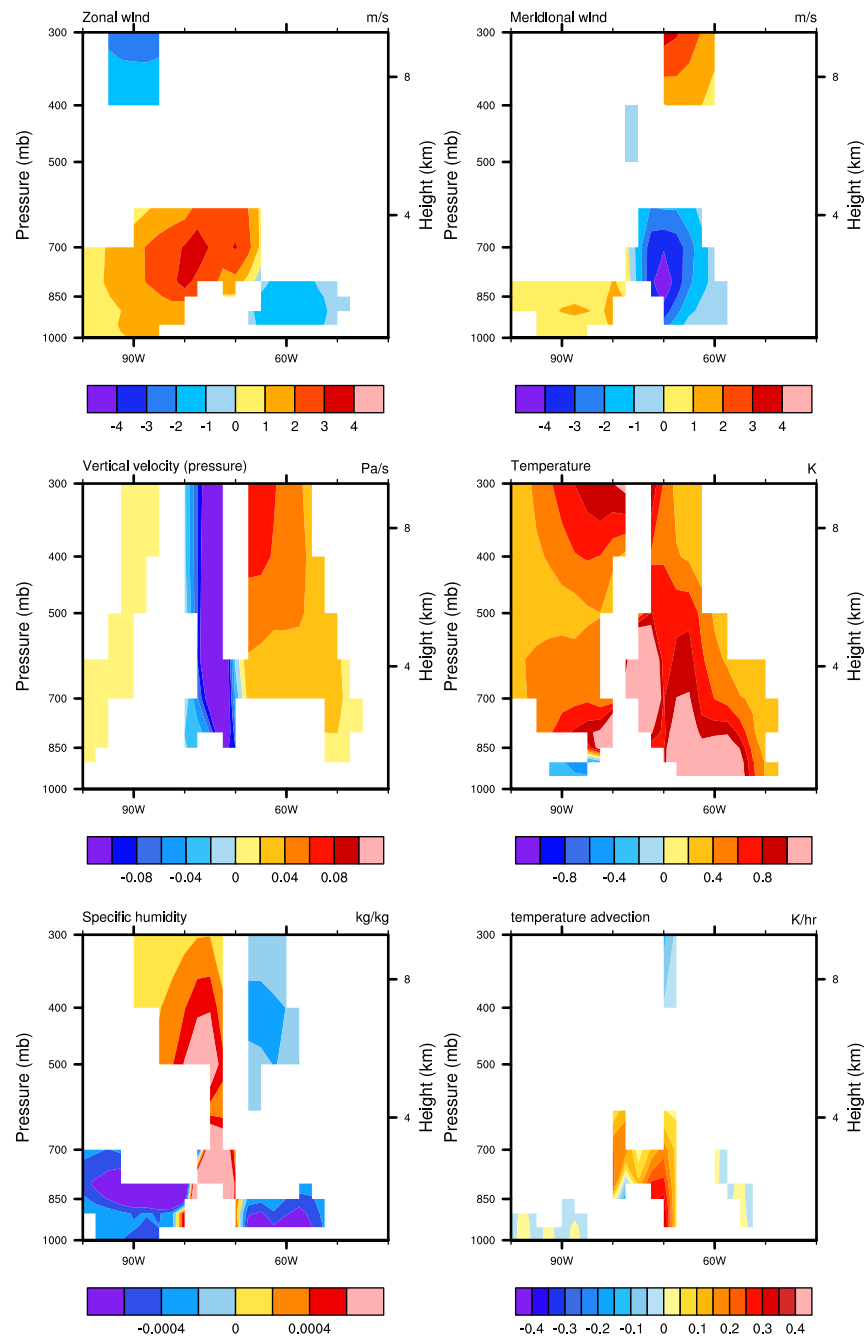 Zonal wind m/s
Meridional wind m/s
300
400
500
700
850
1000
Pressure (mb)
8
4
Height (km)
90W 60W
-4 -3 -2 -1 0 1 2 3 4
300
400
500
700
850
1000
Pressure (mb)
8
4
Height (km)
90W 60W
-4 -3 -2 -1 0 1 2 3 4
Vertical velocity (pressure) Pa/s
Temperature K
300
400
500
700
850
1000
Pressure (mb)
8
4
Height (km)
90W 60W
-0.08 -0.04 0 0.04 0.08
300
400
500
700
850
1000
Pressure (mb)
8
4
Height (km)
90W 60W
-0.8 -0.4 0 0.4 0.8
Specific humidity kg/kg
temperature advection K/hr
300
400
500
700
850
1000
Pressure (mb)
8
4
Height (km)
90W 60W
-0.0004 0 0.0004
300
400
500
700
850
1000
Pressure (mb)
8
4
Height (km)
90W 60W
-0.4 -0.3 -0.2 -0.1 0 0.1 0.2 0.3 0.4